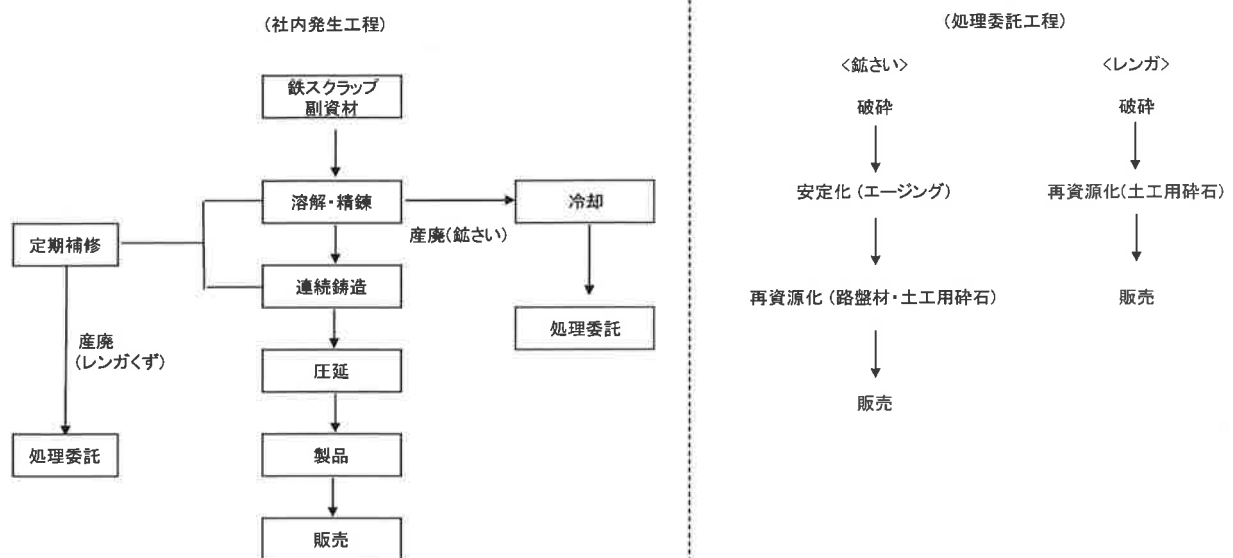 (社内発生工程)
鉄スクラップ
副資材
溶解・精錬
冷却
産廃(鉱さい)
定期補修
連続鋳造
処理委託
産廃
(レンガくず)
圧延
処理委託
製品
販売
(処理委託工程)
<鉱さい>
破砕
安定化 (エージング)
再資源化 (路盤材・土工用砕石)
販売
<レンガ>
破砕
再資源化(土工用砕石)
販売